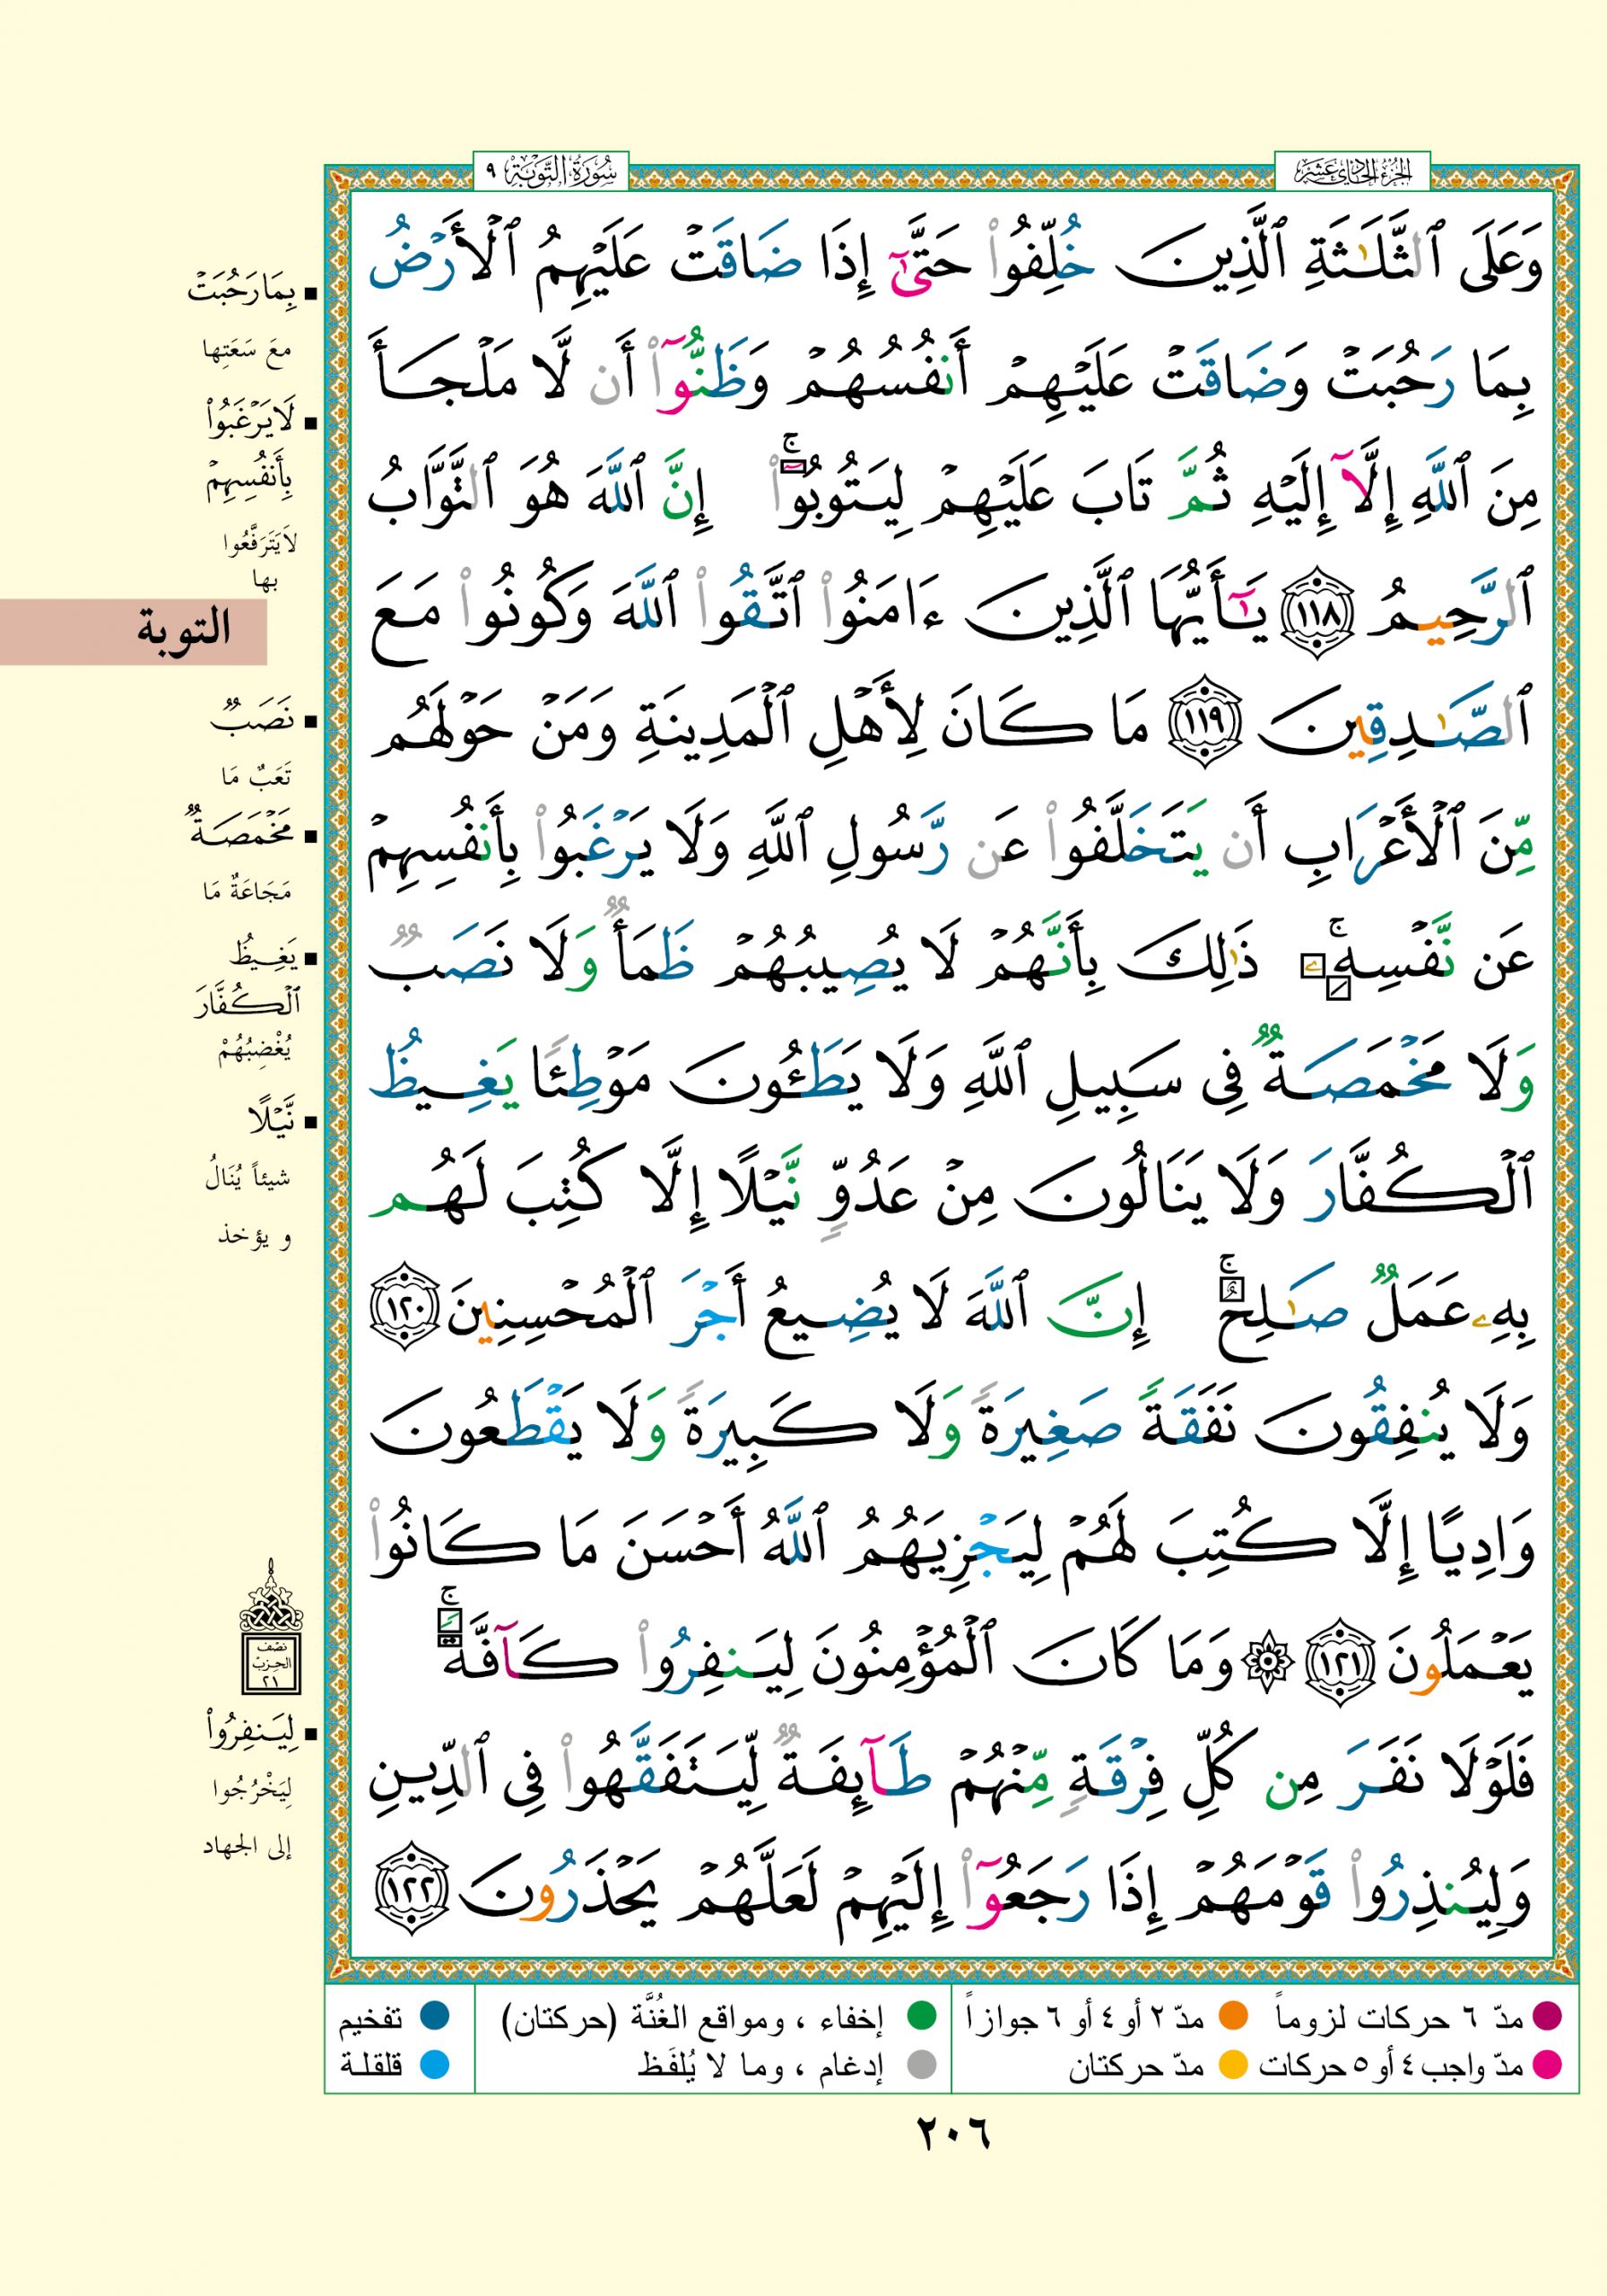 الجزء الحادي عشر
سورة التوبة ٩
وَعَلَى ٱلثَّلَٰثَةِ ٱلَّذِينَ خُلِّفُوا۟ حَتَّىٰٓ إِذَا ضَاقَتْ عَلَيْهِمُ ٱلْأَرْضُ
بِمَا رَحُبَتْ وَضَاقَتْ عَلَيْهِمْ أَنفُسُهُمْ وَظَنُّوٓا۟ أَن لَّا مَلْجَأَ
مِنَ ٱللَّهِ إِلَّآ إِلَيْهِ ثُمَّ تَابَ عَلَيْهِمْ لِيَتُوبُوٓا۟ ۚ إِنَّ ٱللَّهَ هُوَ ٱلتَّوَّابُ
ٱلرَّحِيمُ ١١٨ يَٰٓأَيُّهَا ٱلَّذِينَ ءَامَنُوا۟ ٱتَّقُوا۟ ٱللَّهَ وَكُونُوا۟ مَعَ
ٱلصَّٰدِقِينَ ١١٩ مَا كَانَ لِأَهْلِ ٱلْمَدِينَةِ وَمَنْ حَوْلَهُم
مِّنَ ٱلْأَعْرَابِ أَن يَتَخَلَّفُوا۟ عَن رَّسُولِ ٱللَّهِ وَلَا يَرْغَبُوا۟ بِأَنفُسِهِمْ
عَن نَّفْسِهِۦ ۚ ذَٰلِكَ بِأَنَّهُمْ لَا يُصِيبُهُمْ ظَمَأٌ وَلَا نَصَبٌ
وَلَا مَخْمَصَةٌ فِى سَبِيلِ ٱللَّهِ وَلَا يَطَـُٔونَ مَوْطِئًا يَغِيظُ
ٱلْكُفَّارَ وَلَا يَنَالُونَ مِنْ عَدُوٍّ نَّيْلًا إِلَّا كُتِبَ لَهُم
بِهِۦ عَمَلٌ صَٰلِحٌ ۚ إِنَّ ٱللَّهَ لَا يُضِيعُ أَجْرَ ٱلْمُحْسِنِينَ ١٢٠
وَلَا يُنفِقُونَ نَفَقَةً صَغِيرَةً وَلَا كَبِيرَةً وَلَا يَقْطَعُونَ
وَادِيًا إِلَّا كُتِبَ لَهُمْ لِيَجْزِيَهُمُ ٱللَّهُ أَحْسَنَ مَا كَانُوا۟
يَعْمَلُونَ ١٢١ ۞ وَمَا كَانَ ٱلْمُؤْمِنُونَ لِيَنفِرُوا۟ كَآفَّةً ۚ
فَلَوْلَا نَفَرَ مِن كُلِّ فِرْقَةٍ مِّنْهُمْ طَآئِفَةٌ لِّيَتَفَقَّهُوا۟ فِى ٱلدِّينِ
وَلِيُنذِرُوا۟ قَوْمَهُمْ إِذَا رَجَعُوٓا۟ إِلَيْهِمْ لَعَلَّهُمْ يَحْذَرُونَ ١٢٢
بِمَا رَحُبَتْ
معَ سَعَتِها
لَا يَرْغَبُوا۟
بِأَنفُسِهِمْ
لاَ يَتَرَفَّعُوا
بها
التوبة
نَصَبٌ
تَعَبٌ مَا
مَخْمَصَةٌ
مَجَاعَةٌ مَا
يَغِيظُ
ٱلْكُفَّارَ
يُغْضِبُهُمْ
نَّيْلًا
شيئاً يُنَالُ
و يؤخذ
نصف
الحزب
٢١
لِيَنفِرُوا۟
لِيَخْرُجُوا
إلى الجهاد
مدّ ٦ حركات لزوماً مدّ ٢ أو ٤ أو ٦ جوازاً إخفاء ، ومواقع الغُنَّة (حركتان) تفخيم
مدّ واجب ٤ أو ٥ حركات مدّ حركتان إدغام ، وما لا يُلفَظ قلقلة
٢٠٦